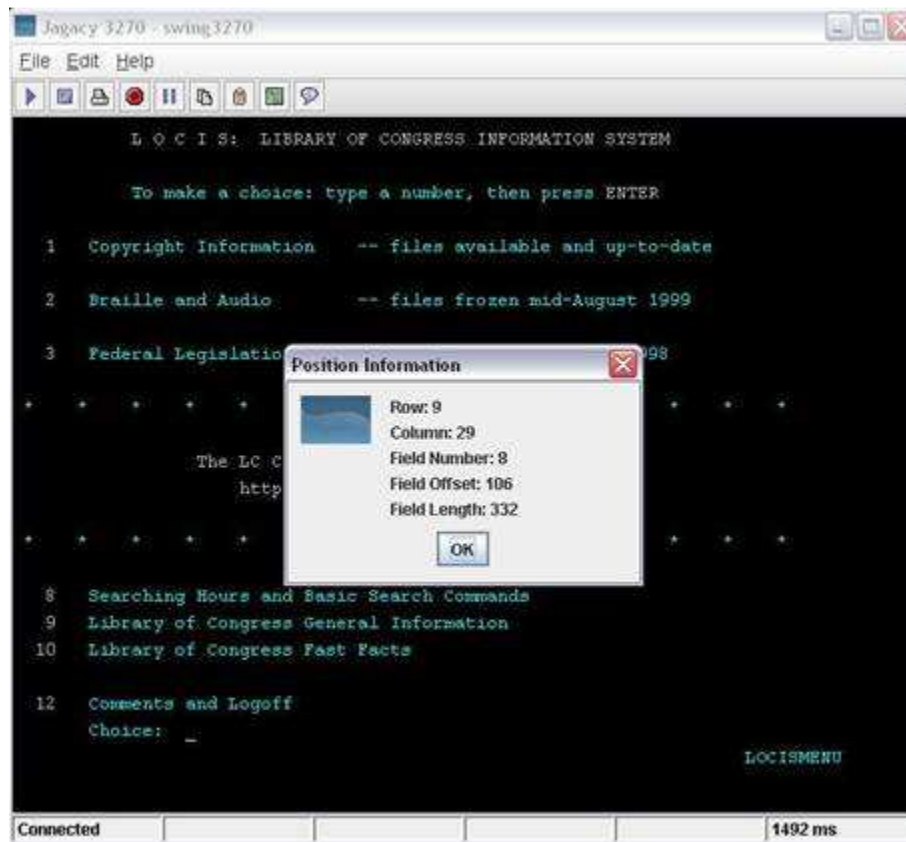 Jagacy 3270 - swing3270
File Edit Help
L O C I S: LIBRARY OF CONGRESS INFORMATION SYSTEM
To make a choice: type a number, then press ENTER
1 Copyright Information -- files available and up-to-date
2 Braille and Audio -- files frozen mid-August 1999
3 Federal Legislatio 998
* * * * * * * *
The LC C
http
* * * * * * * *
Position Information
Row: 9
Column: 29
Field Number: 8
Field Offset: 106
Field Length: 332
OK
8 Searching Hours and Basic Search Commands
9 Library of Congress General Information
10 Library of Congress Fast Facts
12 Comments and Logoff
Choice: _
LOCISMENU
Connected 1492 ms